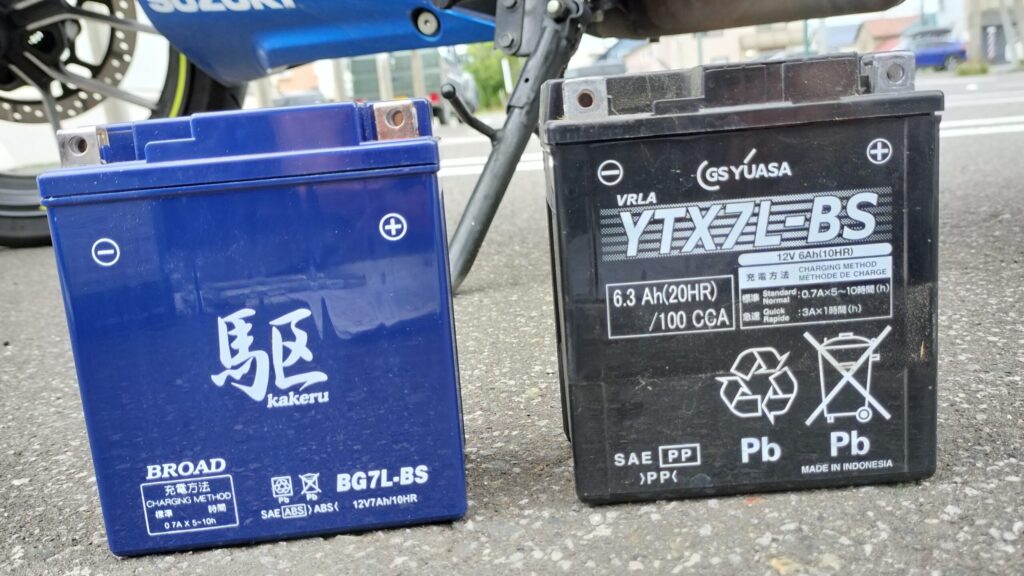 SUZUKI
⊖
⊕
駆
kakeru
BROAD
充電方法
CHARGING METHOD
標準 時間
0.7A X 5~10h
Pb
SAE ABS 〉ABS〈
BG7L-BS
12V7Ah/10HR
⊖
⊕
GSYUASA
VRLA
YTX7L-BS
12V 6Ah(10HR)
6.3 Ah(20HR)
/100 CCA
充電方法 CHARGING METHOD
MÉTHODE DE CHARGE
標準 Standard Normal :0.7A×5~10時間(h)
急速 Quick Rapide :3A×1時間(h)
Pb
Pb
SAE PP
〉PP〈
MADE IN INDONESIA